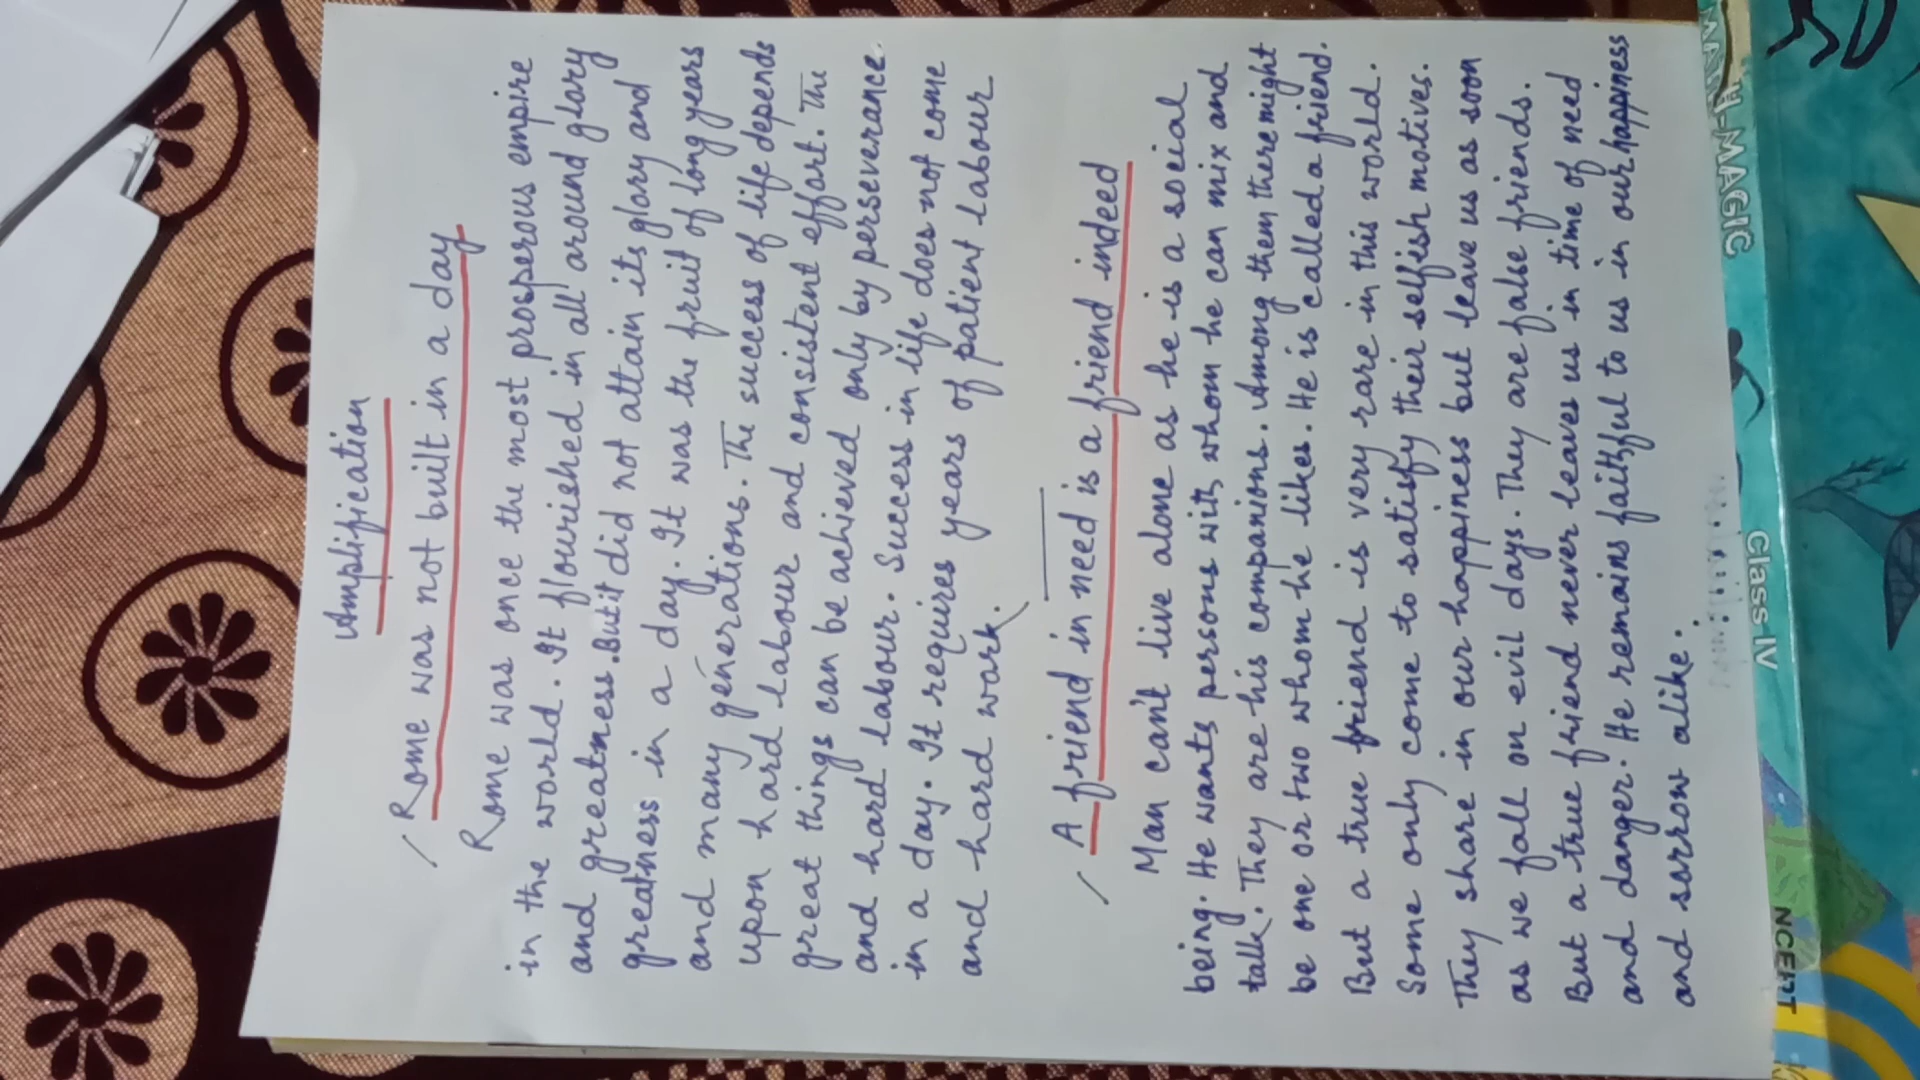 Amplification
Rome was not built in a day
Rome was once the most prosperous empire
in the world. It flourished in all around glory
and greatness. But it did not attain its glory and
greatness in a day. It was the fruit of long years
and many generations. The success of life depends
upon hard labour and consistent effort. The
great things can be achieved only by perseverance
and hard labour. Success in life does not come
in a day. It requires years of patient labour
and hard work.
A friend in need is a friend indeed
Man can't live alone as he is a social
being. He wants persons with whom he can mix and
talk. They are his companions. Among them there might
be one or two whom he likes. He is called a friend.
But a true friend is very rare in this world.
Some only come to satisfy their selfish motives.
They share in our happiness but leave us as soon
as we fall on evil days. They are false friends.
But a true friend never leaves us in time of need
and danger. He remains faithful to us in our happiness
and sorrow alike.
H-MAGIC
Class IV
NCERT